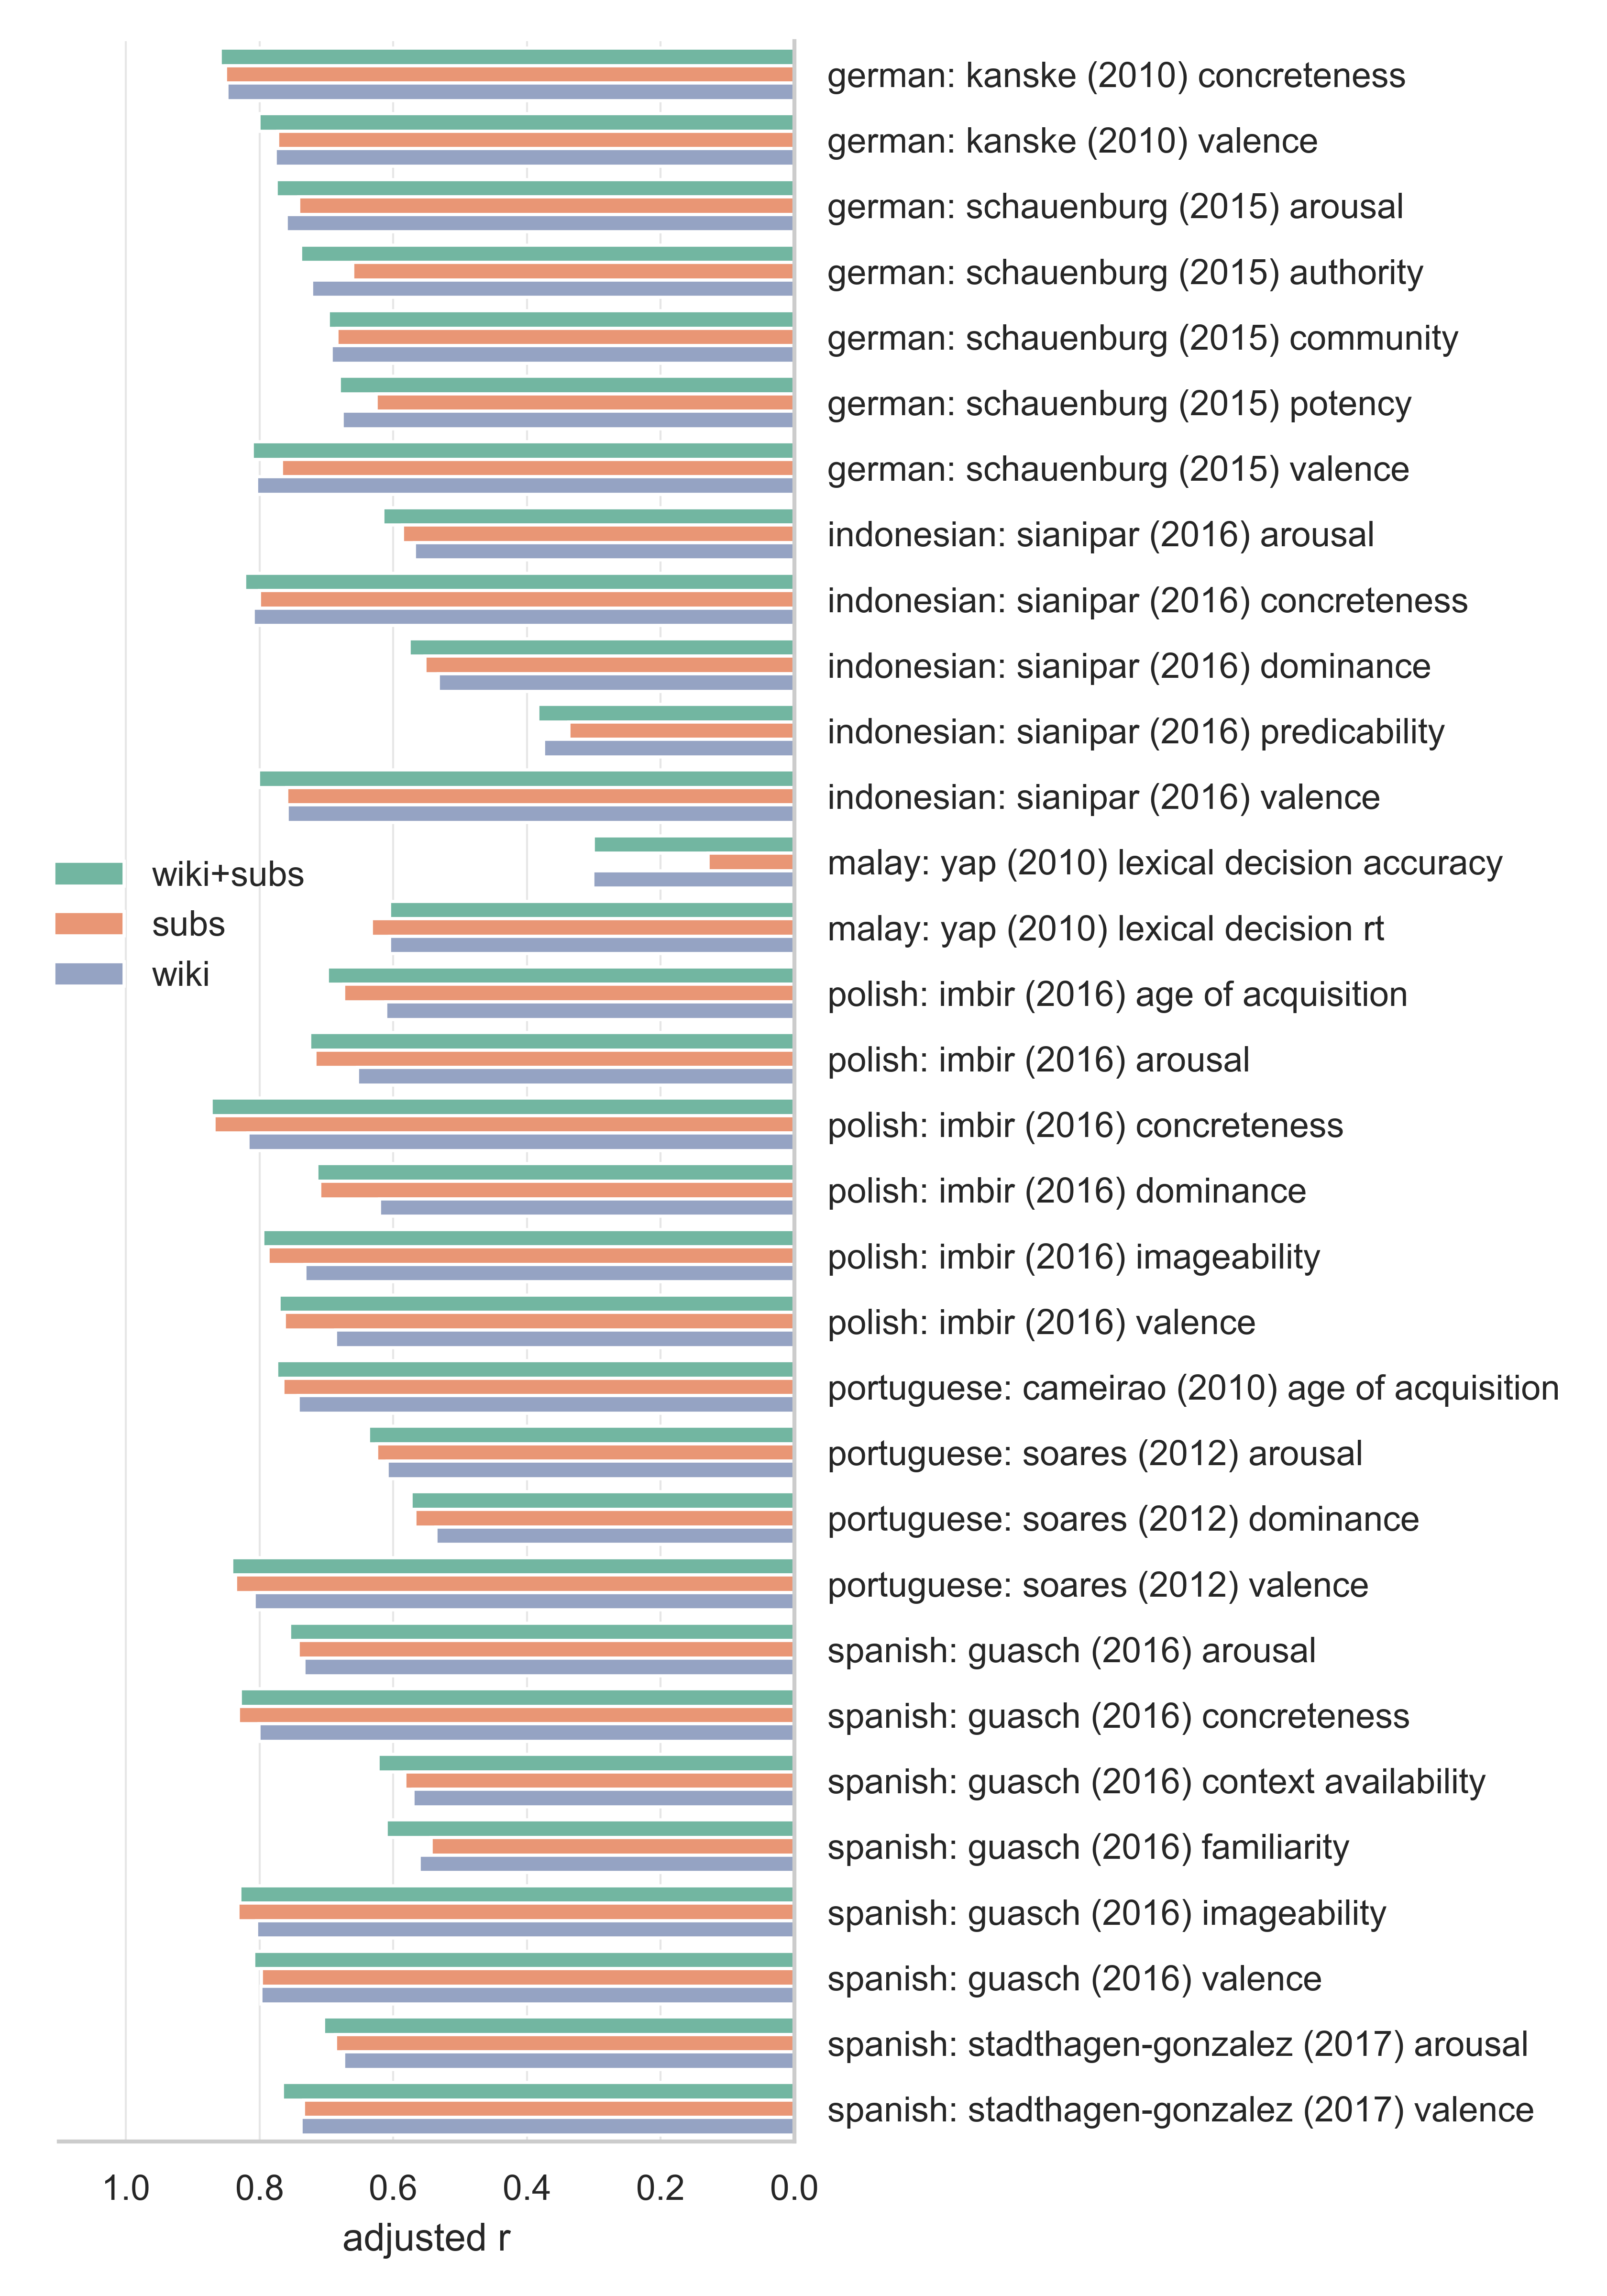 german: kanske (2010) concreteness
german: kanske (2010) valence
german: schauenburg (2015) arousal
german: schauenburg (2015) authority
german: schauenburg (2015) community
german: schauenburg (2015) potency
german: schauenburg (2015) valence
indonesian: sianipar (2016) arousal
indonesian: sianipar (2016) concreteness
indonesian: sianipar (2016) dominance
indonesian: sianipar (2016) predicability
indonesian: sianipar (2016) valence
malay: yap (2010) lexical decision accuracy
malay: yap (2010) lexical decision rt
polish: imbir (2016) age of acquisition
polish: imbir (2016) arousal
polish: imbir (2016) concreteness
polish: imbir (2016) dominance
polish: imbir (2016) imageability
polish: imbir (2016) valence
portuguese: cameirao (2010) age of acquisition
portuguese: soares (2012) arousal
portuguese: soares (2012) dominance
portuguese: soares (2012) valence
spanish: guasch (2016) arousal
spanish: guasch (2016) concreteness
spanish: guasch (2016) context availability
spanish: guasch (2016) familiarity
spanish: guasch (2016) imageability
spanish: guasch (2016) valence
spanish: stadthagen-gonzalez (2017) arousal
spanish: stadthagen-gonzalez (2017) valence
wiki+subs
subs
wiki
1.0 0.8 0.6 0.4 0.2 0.0
adjusted r